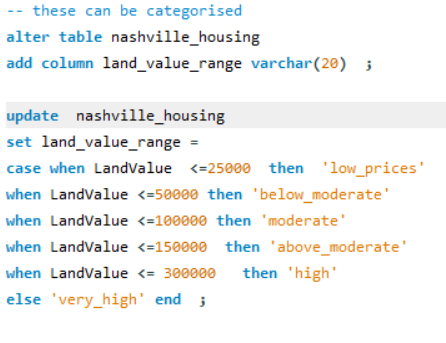 -- these can be categorised
alter table nashville_housing
add column land_value_range varchar(20)  ;
update  nashville_housing
set land_value_range =
case when LandValue  <=25000  then  'low_prices'
when LandValue <=50000 then 'below_moderate'
when LandValue <=100000 then 'moderate'
when LandValue <=150000  then 'above_moderate'
when LandValue <= 300000   then 'high'
else 'very_high' end  ;